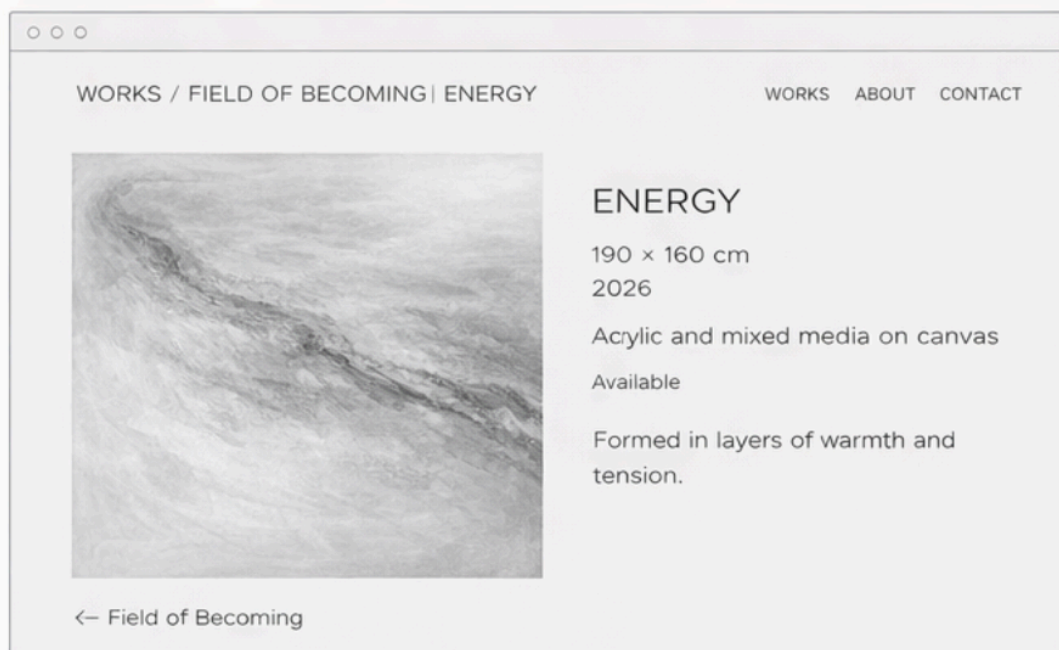 WORKS / FIELD OF BECOMING| ENERGY
WORKS ABOUT CONTACT
ENERGY
190 × 160 cm
2026
Acrylic and mixed media on canvas
Available
Formed in layers of warmth and
tension.
← Field of Becoming